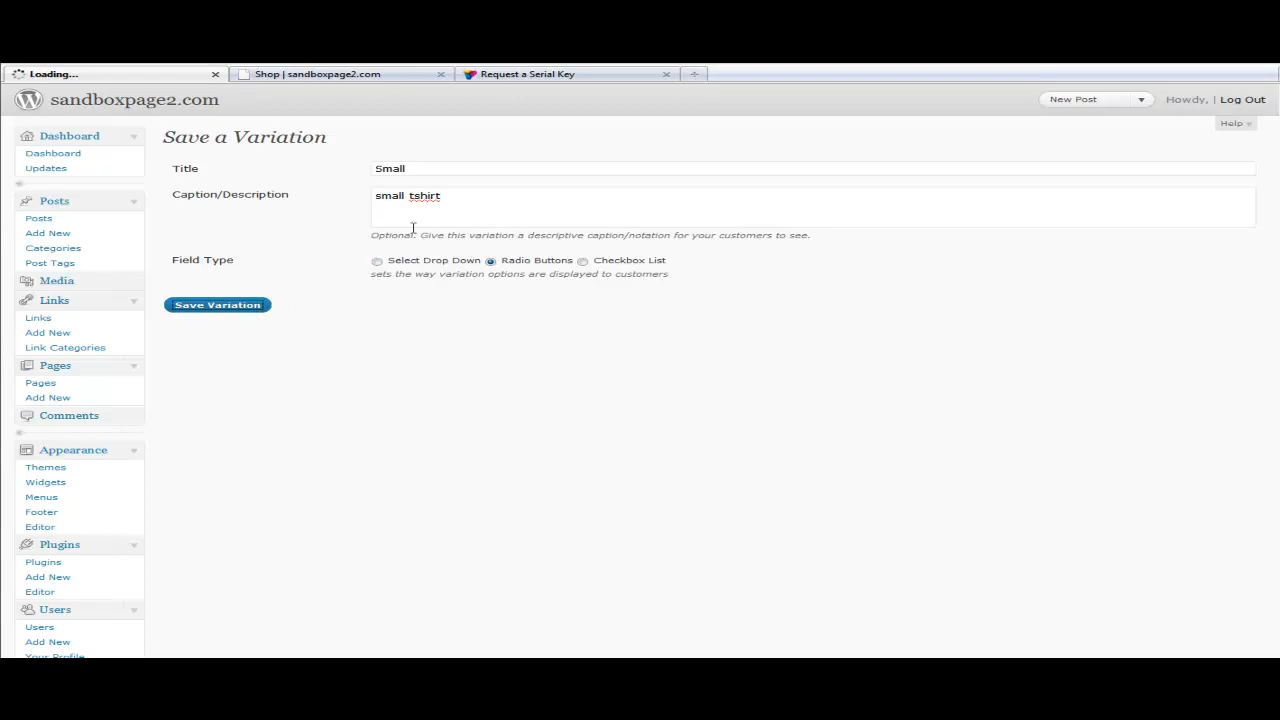 Loading...
Shop | sandboxpage2.com
Request a Serial Key
sandboxpage2.com
New Post
Howdy, | Log Out
Help
Dashboard
Dashboard
Updates
Posts
Posts
Add New
Categories
Post Tags
Media
Links
Links
Add New
Link Categories
Pages
Pages
Add New
Comments
Appearance
Themes
Widgets
Menus
Footer
Editor
Plugins
Plugins
Add New
Editor
Users
Users
Add New
Your Profile
Save a Variation
Title
Small
Caption/Description
small tshirt
Optional: Give this variation a descriptive caption/notation for your customers to see.
Field Type
Select Drop Down Radio Buttons Checkbox List
sets the way variation options are displayed to customers
Save Variation